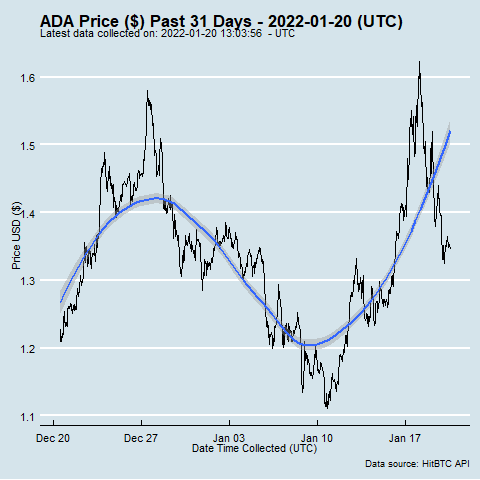 ADA Price ($) Past 31 Days - 2022-01-20 (UTC)
Latest data collected on: 2022-01-20 13:03:56 - UTC
Price USD ($)
1.6
1.5
1.4
1.3
1.2
1.1
Dec 20 Dec 27 Jan 03 Jan 10 Jan 17
Date Time Collected (UTC)
Data source: HitBTC API